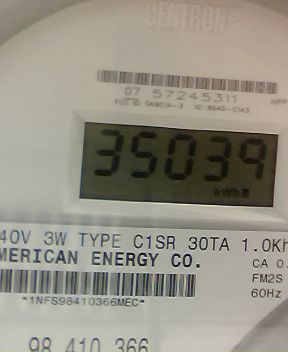 CENTRON®
07 57245311
35039
kWh
40V 3W TYPE C1SR 30TA 1.0Kh
MERICAN ENERGY CO.
CA 0.
FM2S
60Hz
*1NFS98410366MEC*
98 410 366